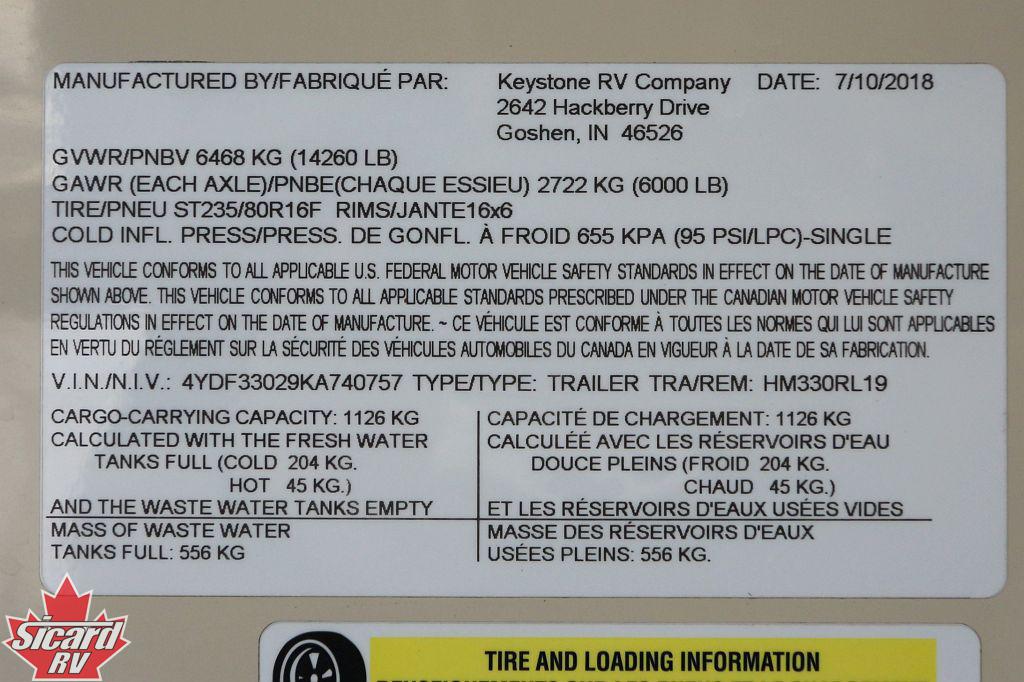 MANUFACTURED BY/FABRIQUÉ PAR: Keystone RV Company DATE: 7/10/2018
2642 Hackberry Drive
Goshen, IN 46526
GVWR/PNBV 6468 KG (14260 LB)
GAWR (EACH AXLE)/PNBE(CHAQUE ESSIEU) 2722 KG (6000 LB)
TIRE/PNEU ST235/80R16F RIMS/JANTE16x6
COLD INFL. PRESS/PRESS. DE GONFL. À FROID 655 KPA (95 PSI/LPC)-SINGLE
THIS VEHICLE CONFORMS TO ALL APPLICABLE U.S. FEDERAL MOTOR VEHICLE SAFETY STANDARDS IN EFFECT ON THE DATE OF MANUFACTURE
SHOWN ABOVE. THIS VEHICLE CONFORMS TO ALL APPLICABLE STANDARDS PRESCRIBED UNDER THE CANADIAN MOTOR VEHICLE SAFETY
REGULATIONS IN EFFECT ON THE DATE OF MANUFACTURE. ~ CE VÉHICULE EST CONFORME À TOUTES LES NORMES QUI LUI SONT APPLICABLES
EN VERTU DU RÉGLEMENT SUR LA SÉCURITÉ DES VÉHICULES AUTOMOBILES DU CANADA EN VIGUEUR À LA DATE DE SA FABRICATION.
V.I.N./N.I.V.: 4YDF33029KA740757 TYPE/TYPE: TRAILER TRA/REM: HM330RL19
CARGO-CARRYING CAPACITY: 1126 KG
CALCULATED WITH THE FRESH WATER
TANKS FULL (COLD 204 KG.
HOT 45 KG.)
AND THE WASTE WATER TANKS EMPTY
MASS OF WASTE WATER
TANKS FULL: 556 KG
CAPACITÉ DE CHARGEMENT: 1126 KG
CALCULÉE AVEC LES RÉSERVOIRS D'EAU
DOUCE PLEINS (FROID 204 KG.
CHAUD 45 KG.)
ET LES RÉSERVOIRS D'EAUX USÉES VIDES
MASSE DES RÉSERVOIRS D'EAUX
USÉES PLEINS: 556 KG.
Sicard
RV
TIRE AND LOADING INFORMATION